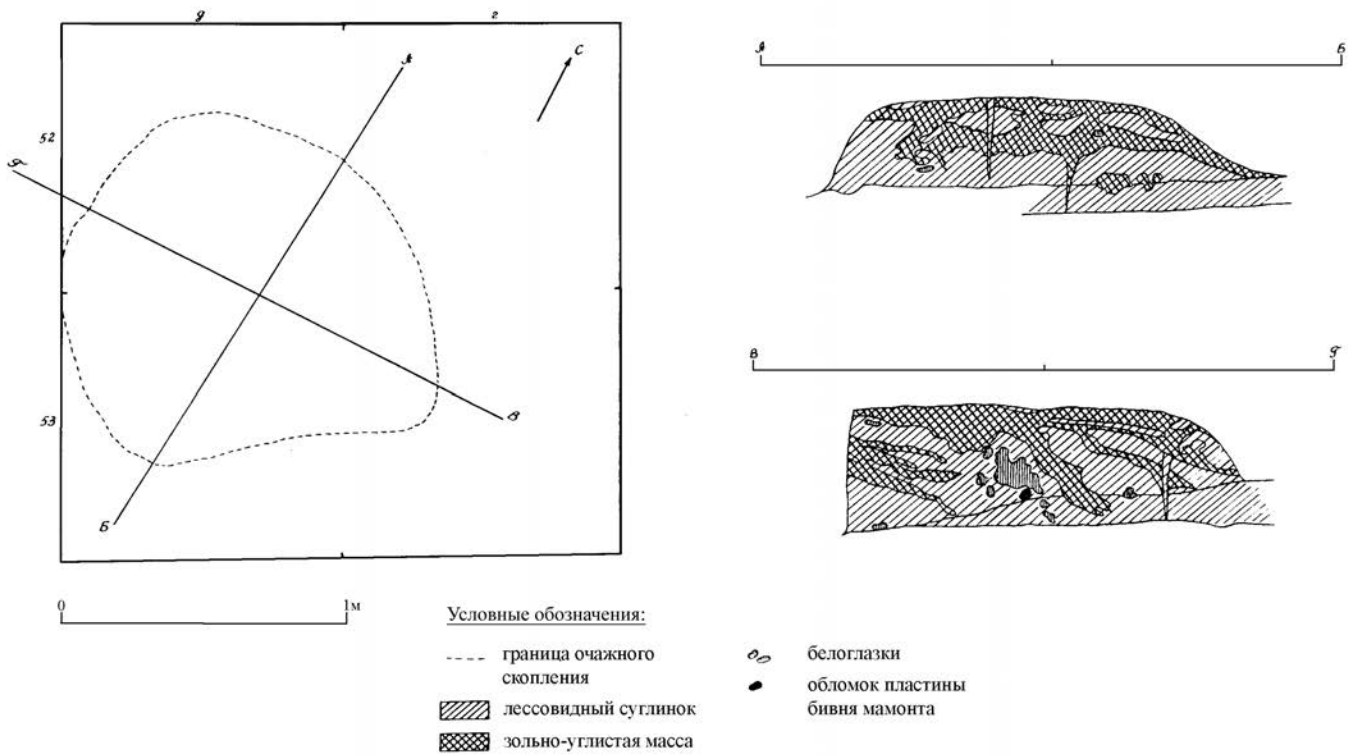 д г
А
С
А Б
52
Г
В Г
53
В
Б
0 1м
Условные обозначения:
граница очажного
скопления
лессовидный суглинок
зольно-углистая масса
белоглазки
обломок пластины
бивня мамонта